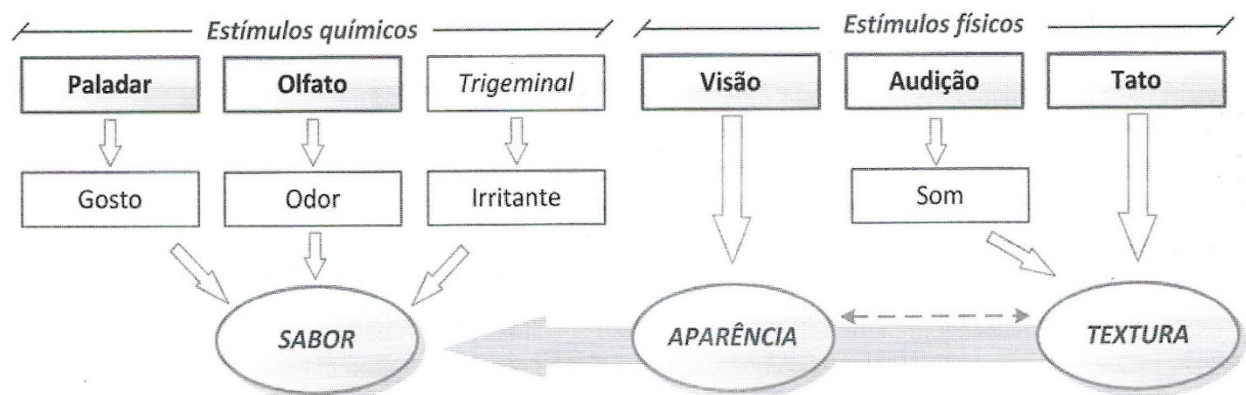 Estímulos químicos
Estímulos físicos
Paladar
Olfato
Trigeminal
Visão
Audição
Tato
Gosto
Odor
Irritante
Som
SABOR
APARÊNCIA
TEXTURA